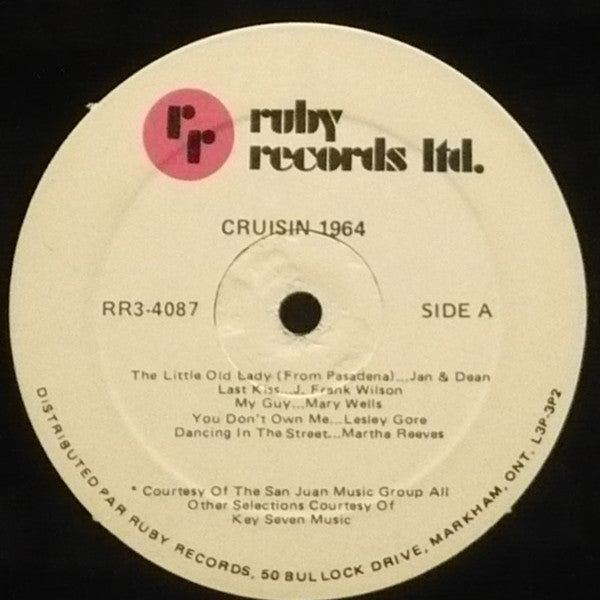 rr
ruby
records ltd.
CRUISIN 1964
RR3-4087
SIDE A
The Little Old Lady (From Pasadena)...Jan & Dean
Last Kiss...J. Frank Wilson
My Guy...Mary Wells
You Don't Own Me...Lesley Gore
Dancing In The Street...Martha Reeves
* Courtesy Of The San Juan Music Group All
Other Selections Courtesy Of
Key Seven Music
DISTRIBUTED PAR RUBY RECORDS, 50 BULLOCK DRIVE, MARKHAM, ONT. L3P-3P2